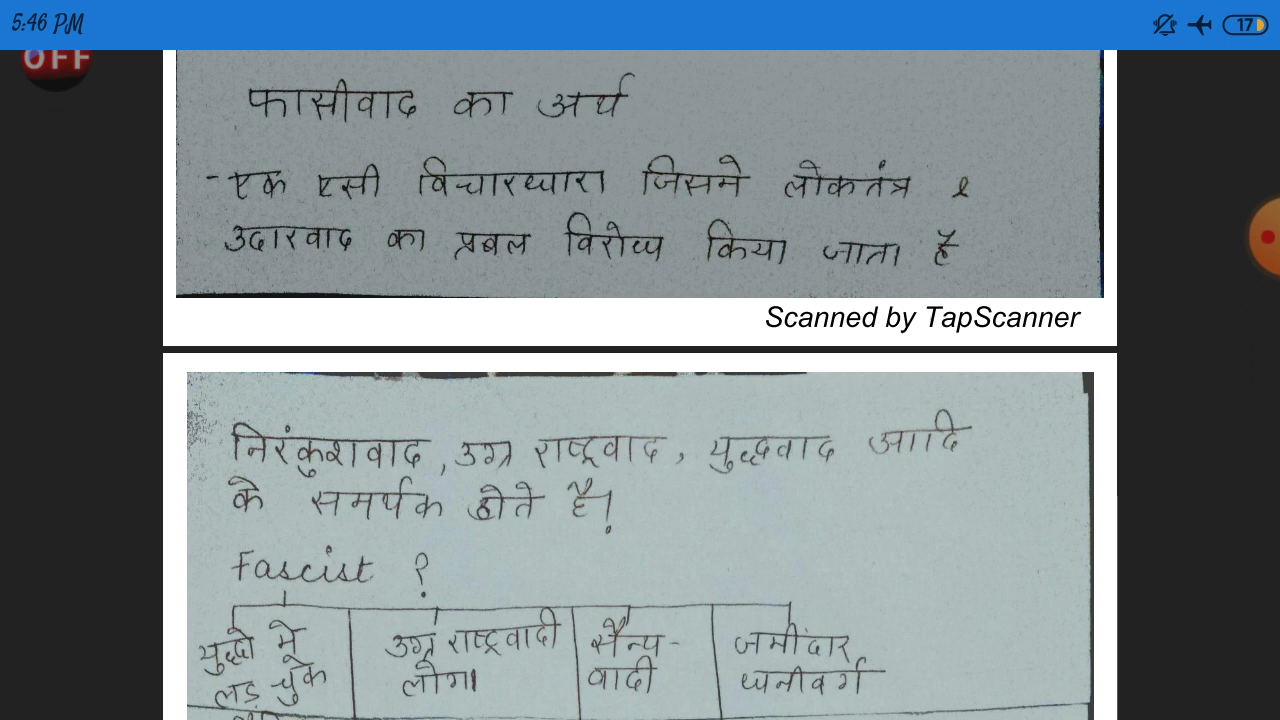 5:46 PM
17
OFF
फासीवाद का अर्थ
- एक एसी विचारधारा जिसमे लोकतंत्र &
उदारवाद का प्रबल विरोध किया जाता है
Scanned by TapScanner
निरंकुशवाद, उग्र राष्ट्रवाद, युद्धवाद आदि
के समर्थक होते है।
Fascist ?
युद्धो मे उग्र राष्ट्रवादी सैन्य- जमींदार
लड़ चुके लोग। वादी धनीवर्ग